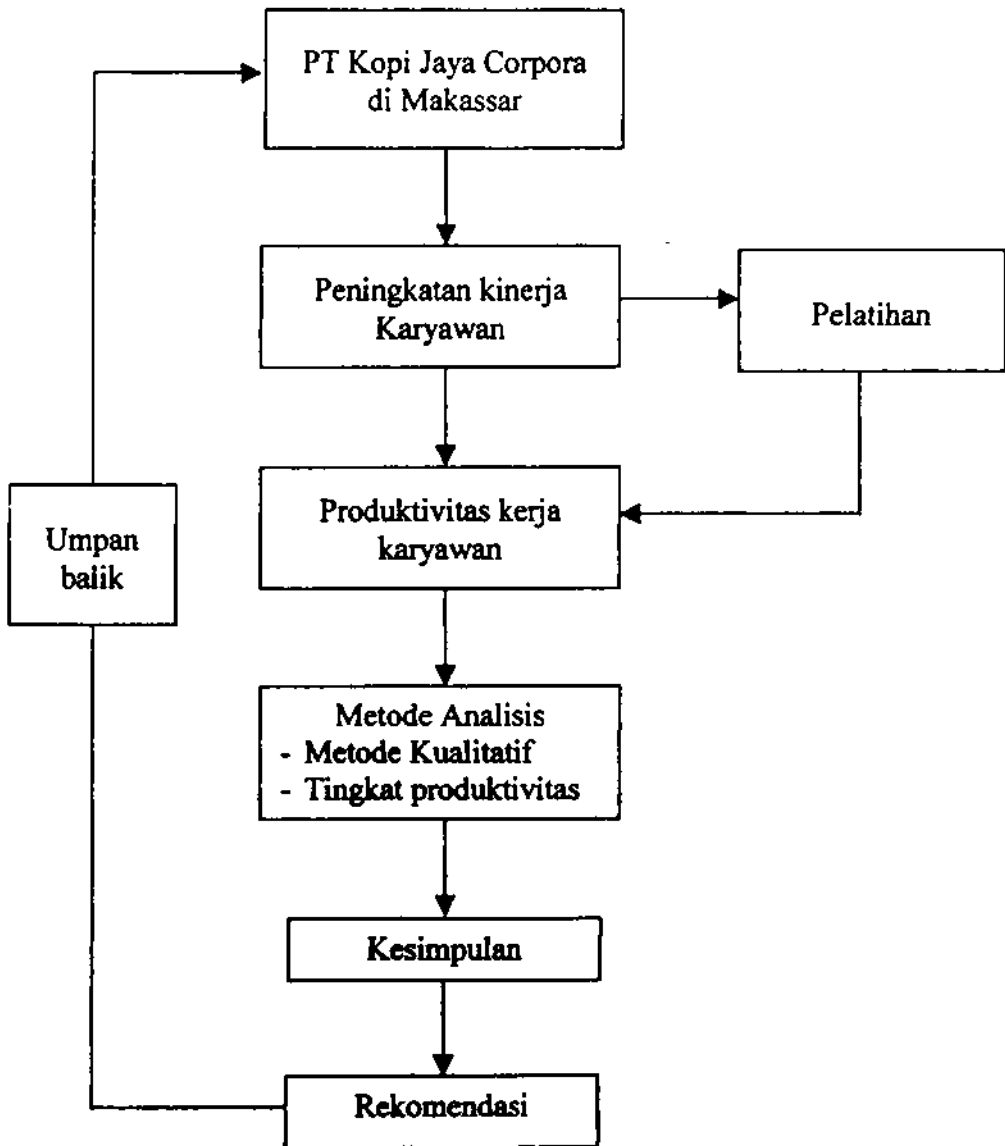 PT Kopi Jaya Corpora
di Makassar
Peningkatan kinerja
Karyawan
Pelatihan
Produktivitas kerja
karyawan
Umpan
balik
Metode Analisis
- Metode Kualitatif
- Tingkat produktivitas
Kesimpulan
Rekomendasi